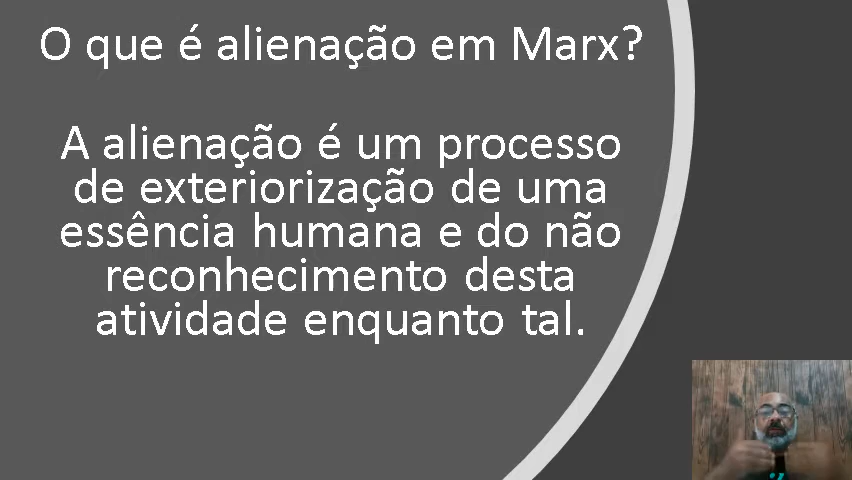 O que é alienação em Marx?
A alienação é um processo
de exteriorização de uma
essência humana e do não
reconhecimento desta
atividade enquanto tal.